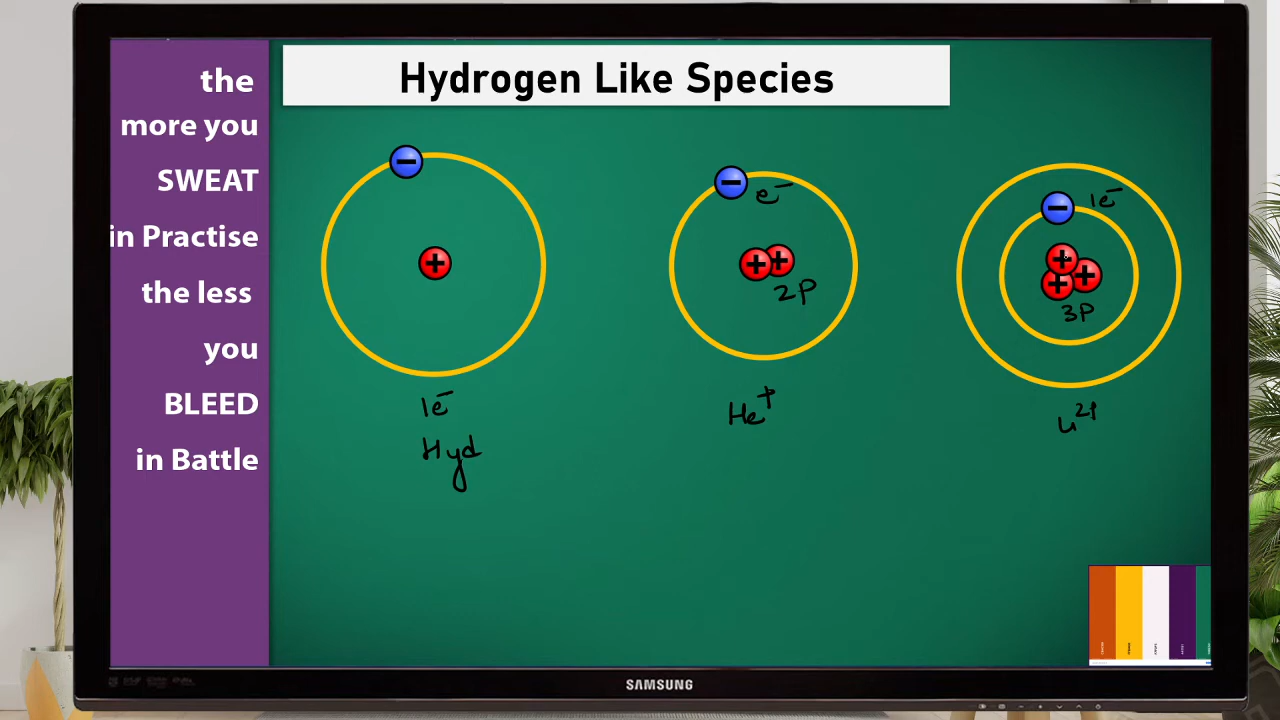 the
more you
SWEAT
in Practise
the less
you
BLEED
in Battle
Hydrogen Like Species
e⁻
2P
1e⁻
3P
1e⁻
Hyd
He⁺
Li²⁺
SAMSUNG